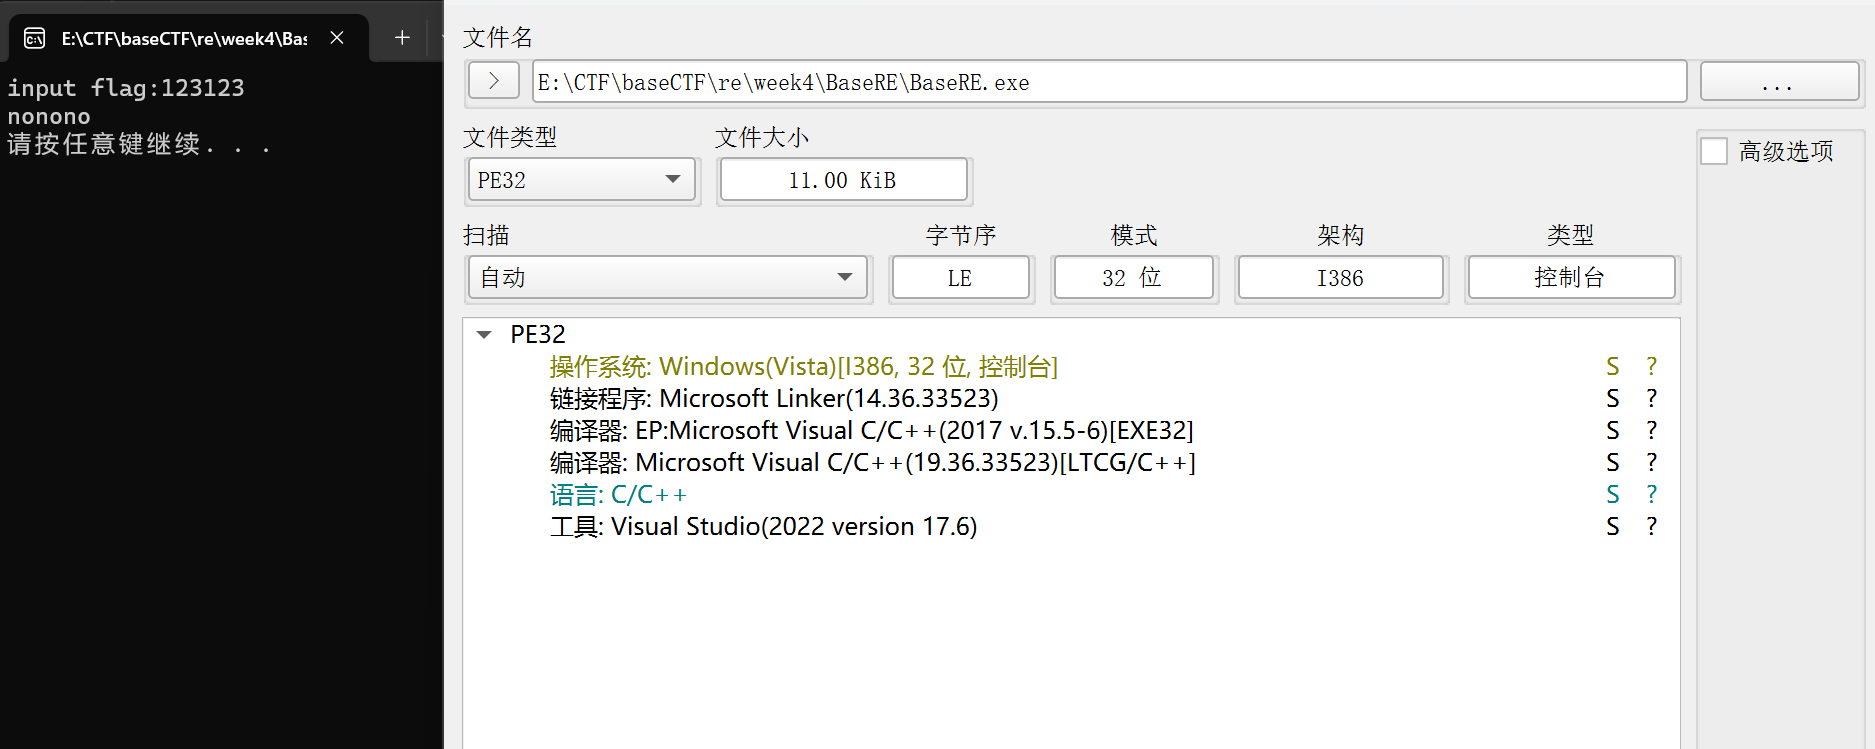 E:\CTF\baseCTF\re\week4\Bas
input flag:123123
nonono
请按任意键继续. . .
文件名
E:\CTF\baseCTF\re\week4\BaseRE\BaseRE.exe
...
文件类型 文件大小
PE32 11.00 KiB
高级选项
扫描 字节序 模式 架构 类型
自动 LE 32 位 I386 控制台
PE32
操作系统: Windows(Vista)[I386, 32 位, 控制台] S ?
链接程序: Microsoft Linker(14.36.33523) S ?
编译器: EP:Microsoft Visual C/C++(2017 v.15.5-6)[EXE32] S ?
编译器: Microsoft Visual C/C++(19.36.33523)[LTCG/C++] S ?
语言: C/C++ S ?
工具: Visual Studio(2022 version 17.6) S ?